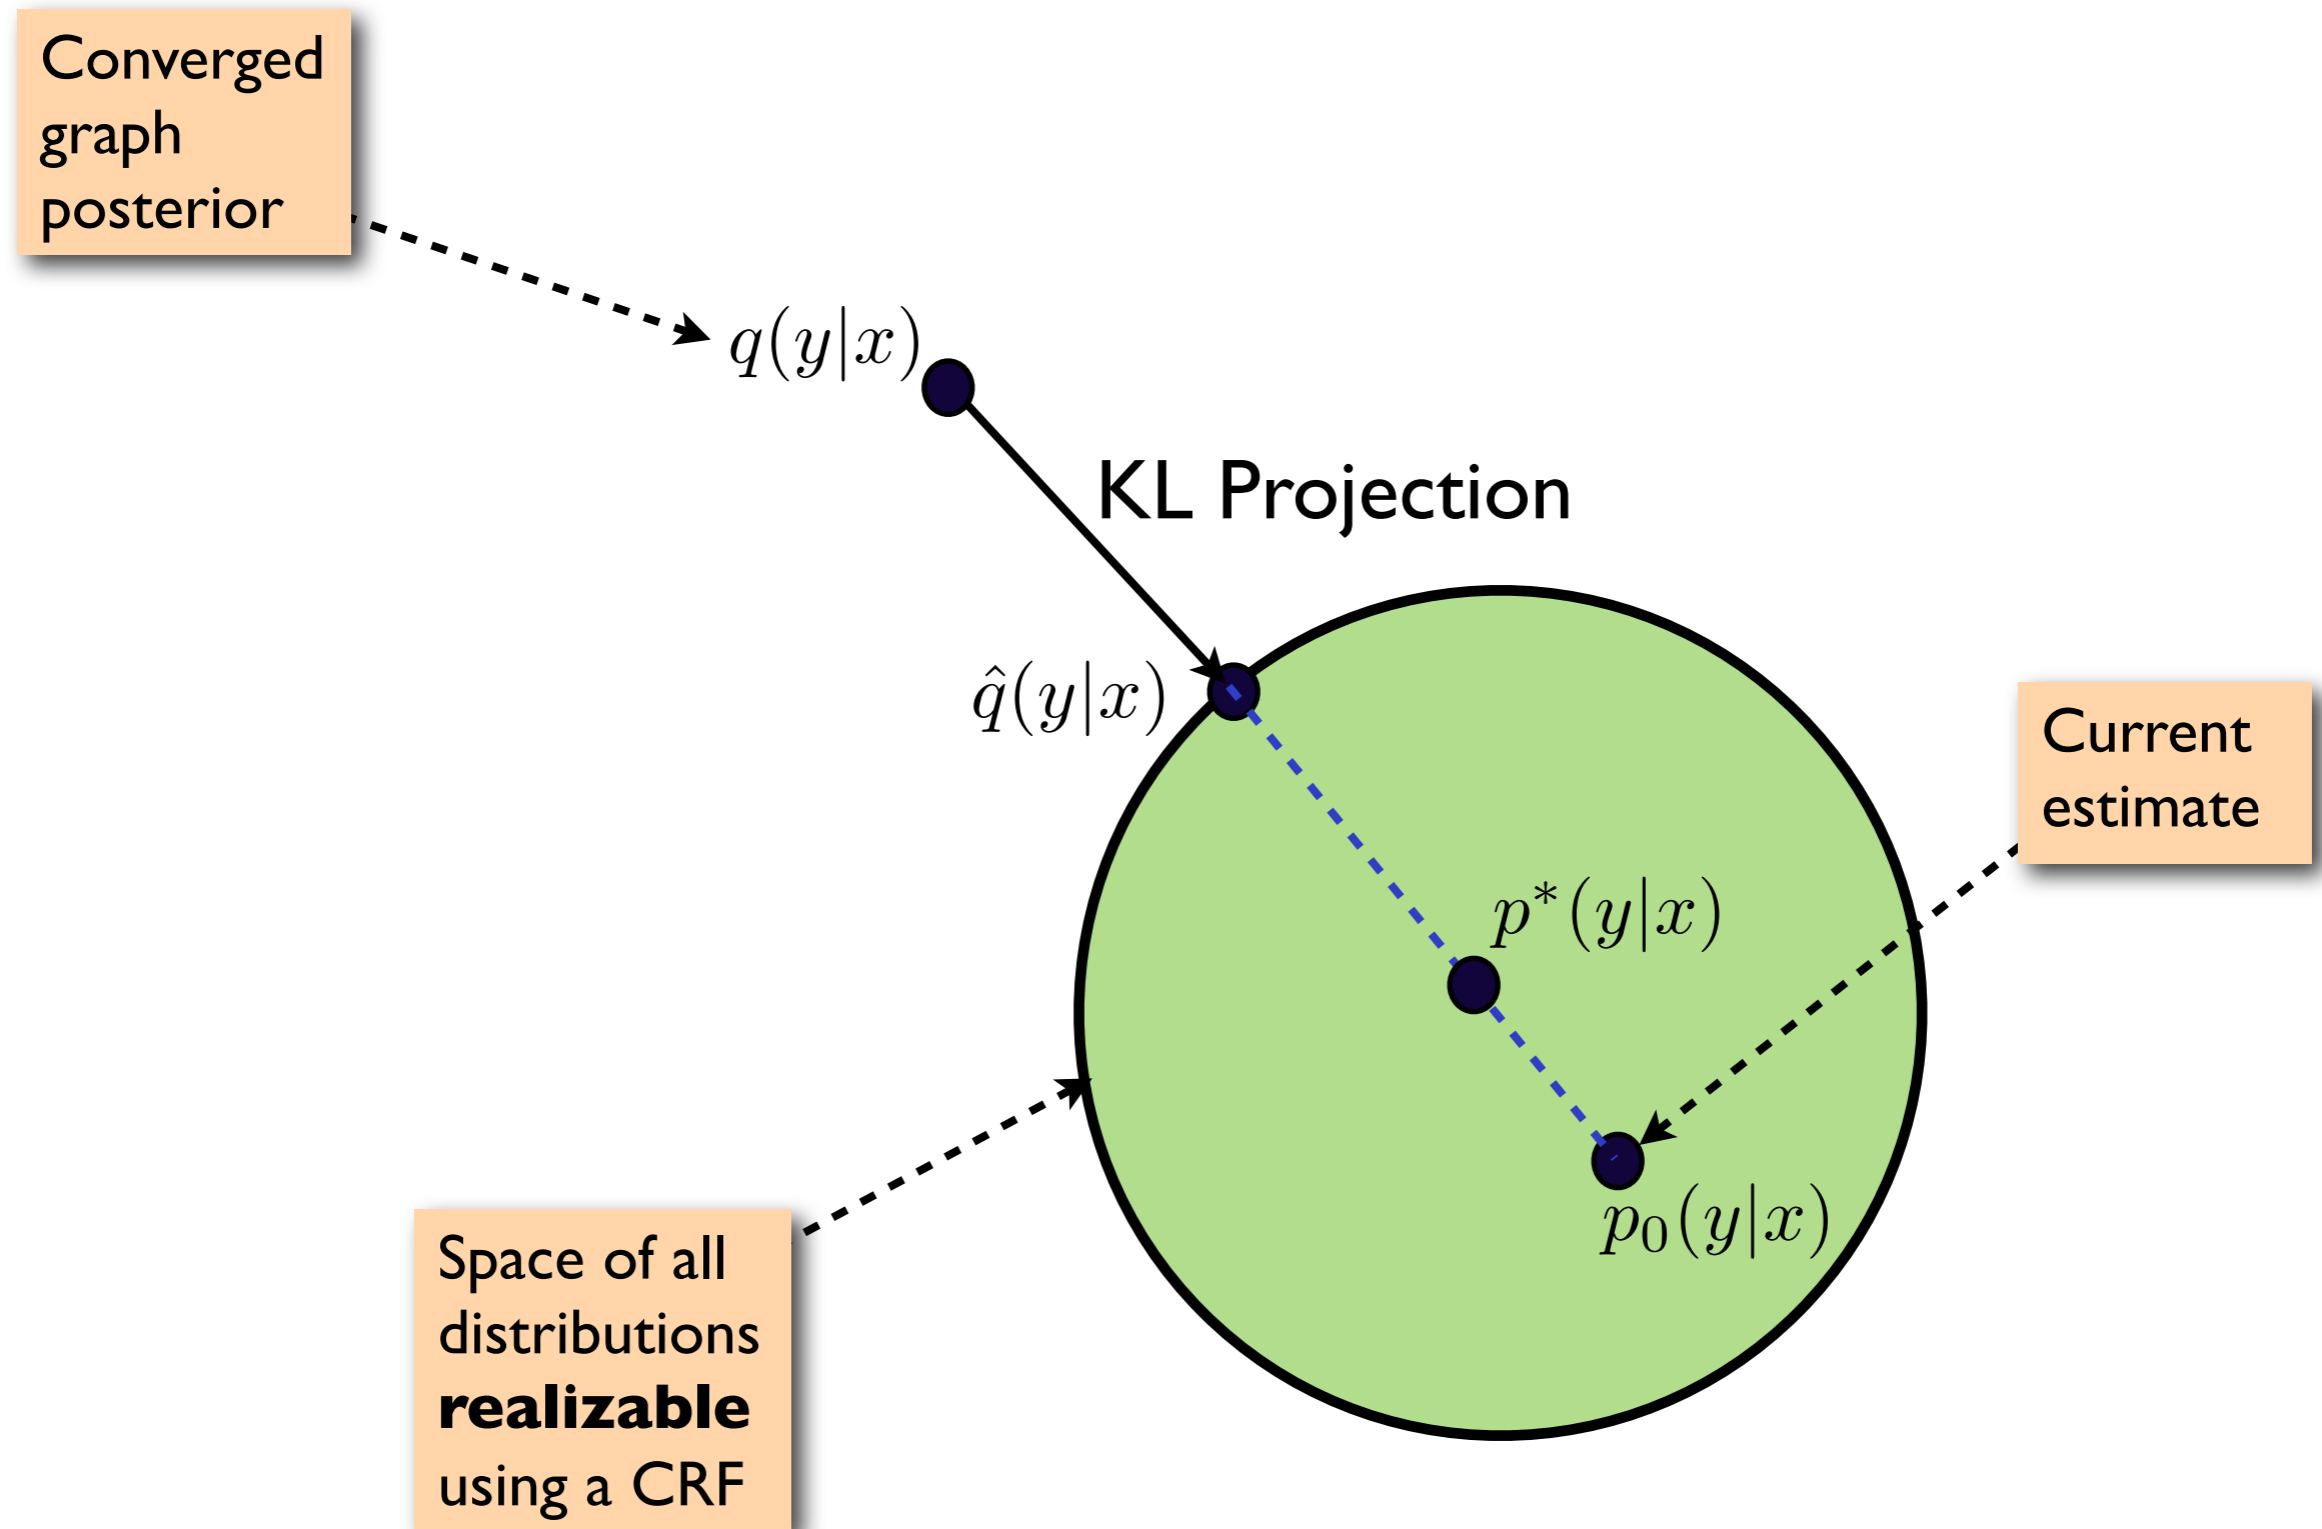 Converged
graph
posterior
q(y|x)
KL Projection
q̂(y|x)
Current
estimate
p*(y|x)
p₀(y|x)
Space of all
distributions
realizable
using a CRF